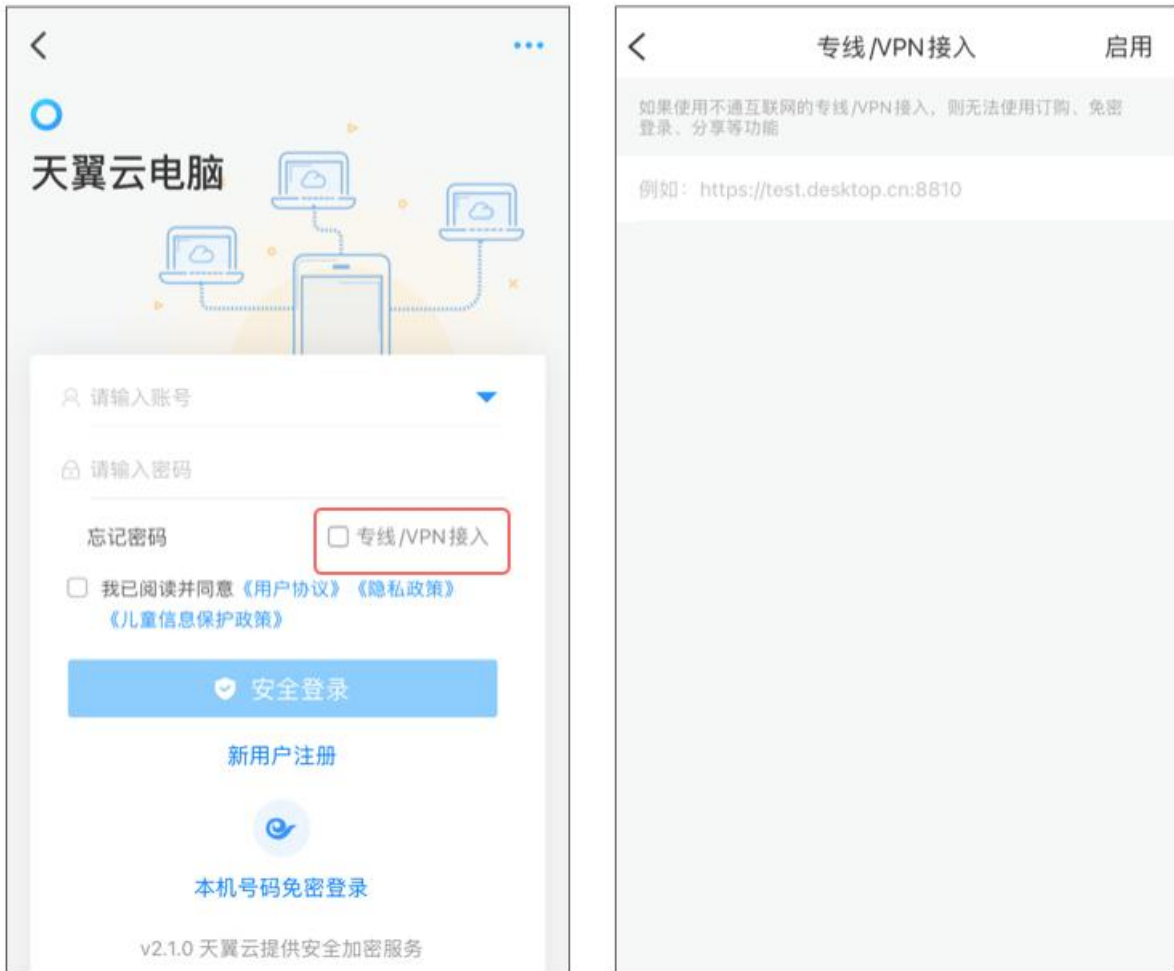 天翼云电脑
请输入账号
请输入密码
忘记密码
专线/VPN接入
我已阅读并同意《用户协议》《隐私政策》
《儿童信息保护政策》
安全登录
新用户注册
本机号码免密登录
v2.1.0 天翼云提供安全加密服务
专线/VPN接入
启用
如果使用不通互联网的专线/VPN接入，则无法使用订购、免密
登录、分享等功能
例如：https://test.desktop.cn:8810